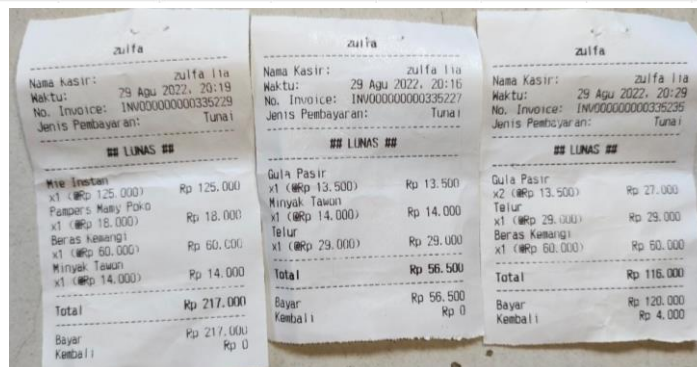 zulfa
Nama Kasir: zulfa lia
Waktu: 29 Agu 2022, 20:19
No. Invoice: INV000000000335229
Jenis Pembayaran: Tunai
## LUNAS ##
Mie Instan
x1 (@Rp 125.000) Rp 125.000
Pampers Mamy Poko
x1 (@Rp 18.000) Rp 18.000
Beras Kemangi
x1 (@Rp 60.000) Rp 60.000
Minyak Tawon
x1 (@Rp 14.000) Rp 14.000
Total Rp 217.000
Bayar Rp 217.000
Kembali Rp 0
zulfa
Nama Kasir: zulfa lia
Waktu: 29 Agu 2022, 20:16
No. Invoice: INV000000000335227
Jenis Pembayaran: Tunai
## LUNAS ##
Gula Pasir
x1 (@Rp 13.500) Rp 13.500
Minyak Tawon
x1 (@Rp 14.000) Rp 14.000
Telur
x1 (@Rp 29.000) Rp 29.000
Total Rp 56.500
Bayar Rp 56.500
Kembali Rp 0
zulfa
Nama Kasir: zulfa lia
Waktu: 29 Agu 2022, 20:29
No. Invoice: INV000000000335235
Jenis Pembayaran: Tunai
## LUNAS ##
Gula Pasir
x2 (@Rp 13.500) Rp 27.000
Telur
x1 (@Rp 29.000) Rp 29.000
Beras Kemangi
x1 (@Rp 60.000) Rp 60.000
Total Rp 116.000
Bayar Rp 120.000
Kembali Rp 4.000